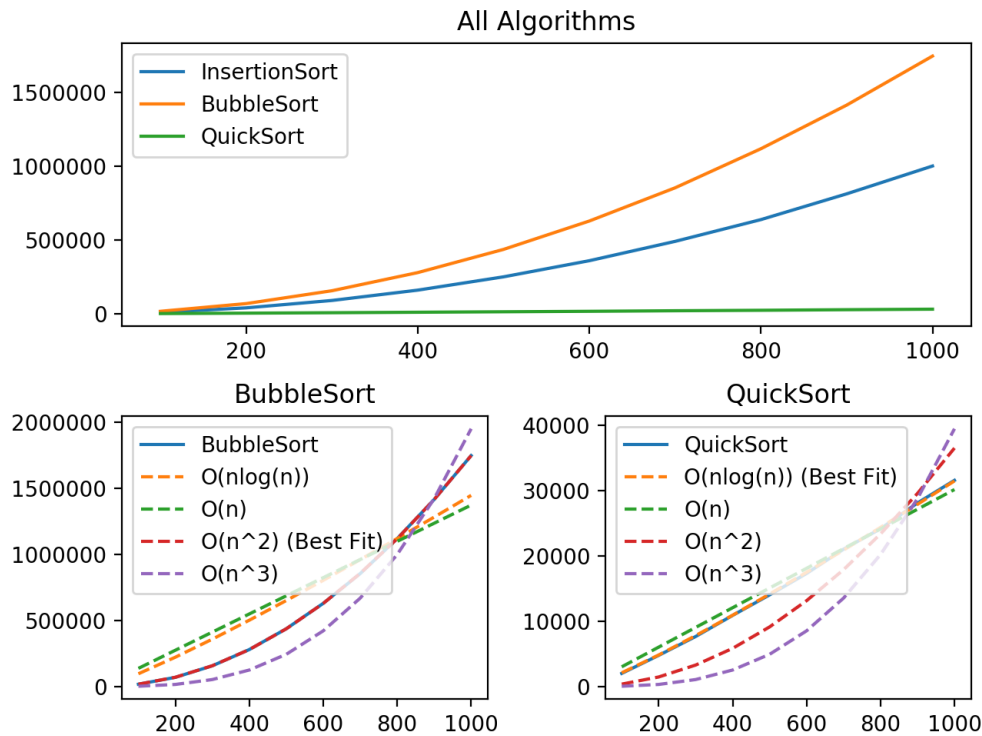 All Algorithms
InsertionSort
BubbleSort
QuickSort
1500000
1000000
500000
0
200
400
600
800
1000
BubbleSort
2000000
1500000
1000000
500000
0
BubbleSort
O(nlog(n))
O(n)
O(n^2) (Best Fit)
O(n^3)
200
400
600
800
1000
QuickSort
40000
30000
20000
10000
0
QuickSort
O(nlog(n)) (Best Fit)
O(n)
O(n^2)
O(n^3)
200
400
600
800
1000